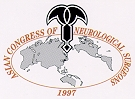 ASIAN CONGRESS OF NEUROLOGICAL SURGEONS
1997